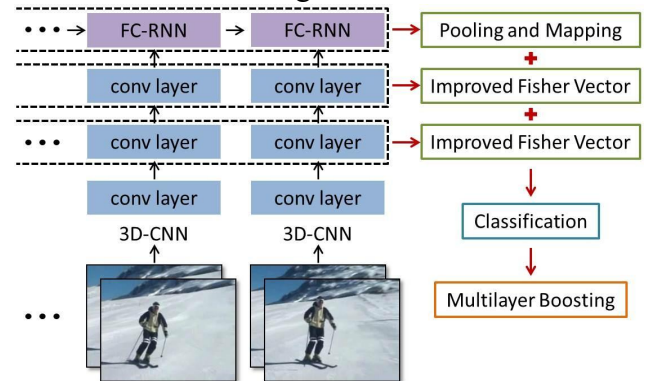 FC-RNN FC-RNN Pooling and Mapping
+
conv layer conv layer Improved Fisher Vector
+
conv layer conv layer Improved Fisher Vector
conv layer conv layer
Classification
3D-CNN 3D-CNN
Multilayer Boosting